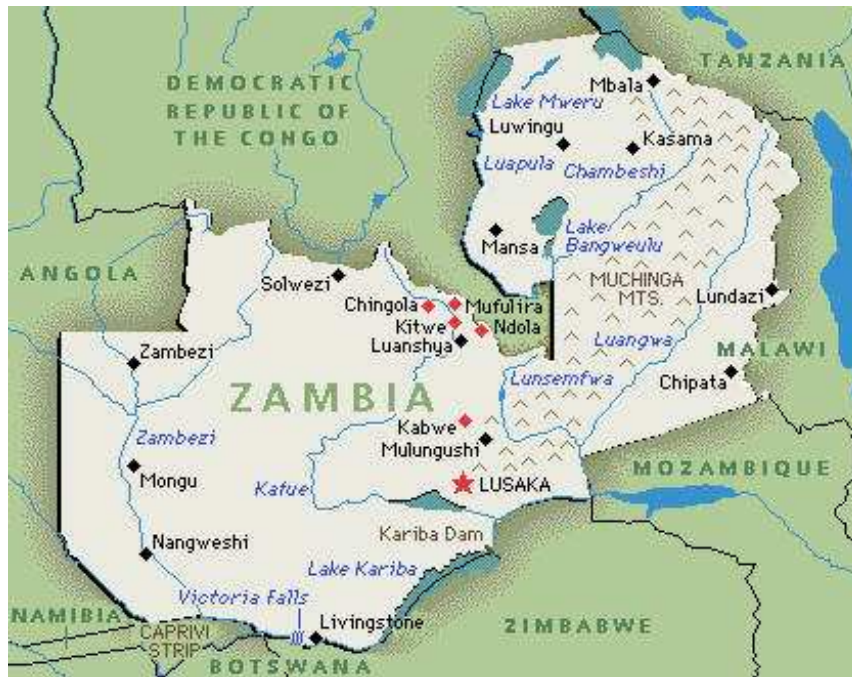 TANZANIA
DEMOCRATIC
REPUBLIC OF
THE CONGO
Mbala
Lake Mweru
Luwingu
Kasama
Luapula
Chambeshi
Lake
Bangweulu
Mansa
ANGOLA
Solwezi
MUCHINGA
MTS.
Lundazi
Chingola
Mufulira
Kitwe
Ndola
Luanshya
Luangwa
Zambezi
MALAWI
Lunsemfwa
Chipata
ZAMBIA
Zambezi
Kabwe
Mulungushi
Mongu
MOZAMBIQUE
Kafue
LUSAKA
Kariba Dam
Nangweshi
Lake Kariba
Victoria Falls
NAMIBIA
Livingstone
ZIMBABWE
CAPRIVI
STRIP
BOTSWANA